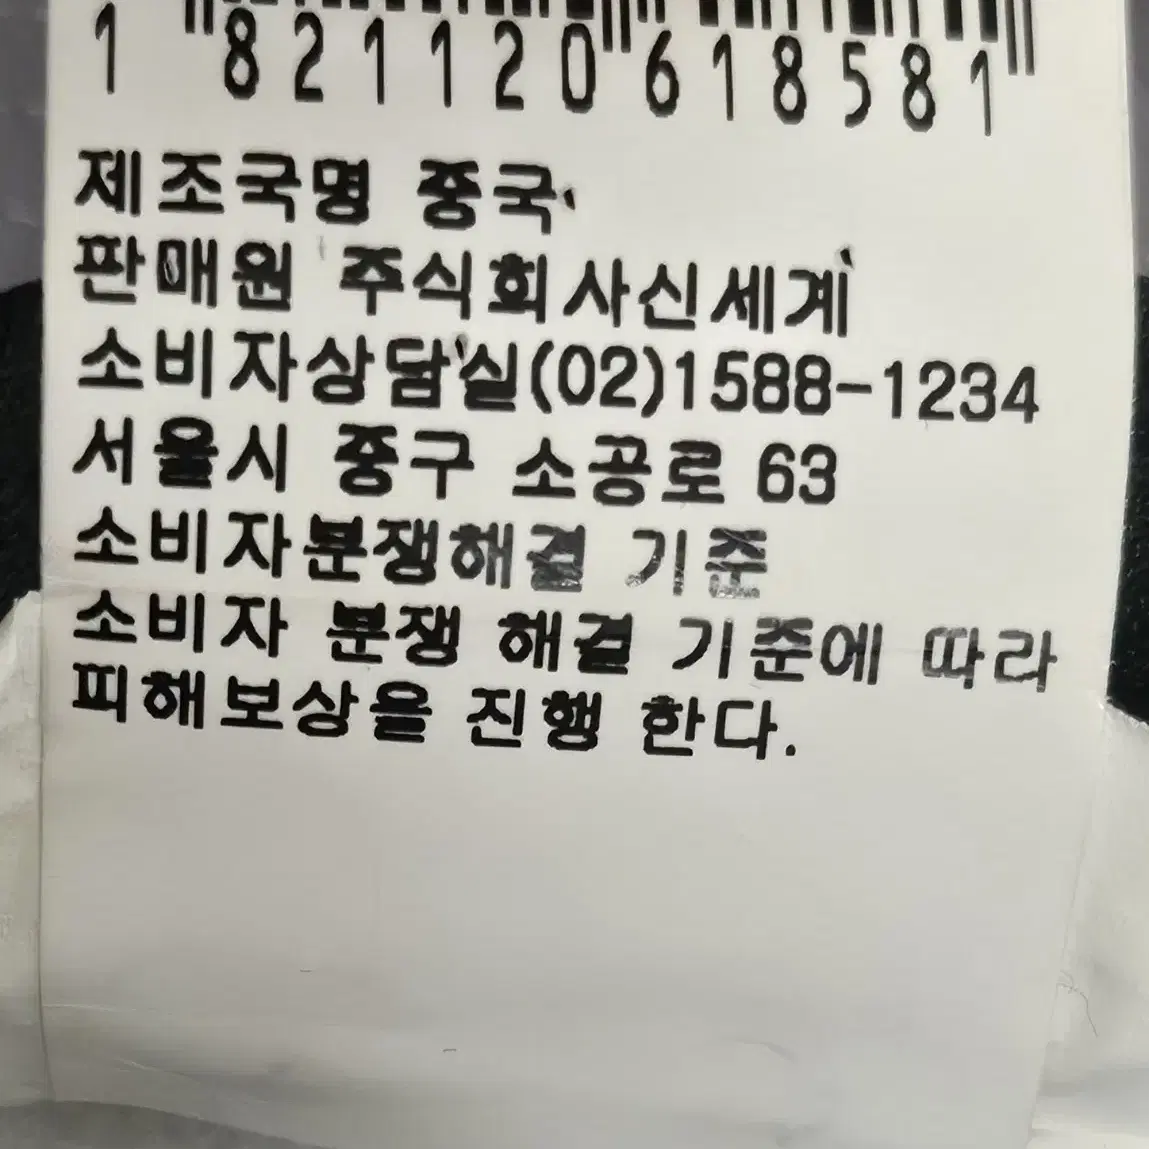 1 821120 618581
제조국명 중국
판매원 주식회사신세계
소비자상담실(02)1588-1234
서울시 중구 소공로 63
소비자분쟁해결 기준
소비자 분쟁 해결 기준에 따라
피해보상을 진행 한다.